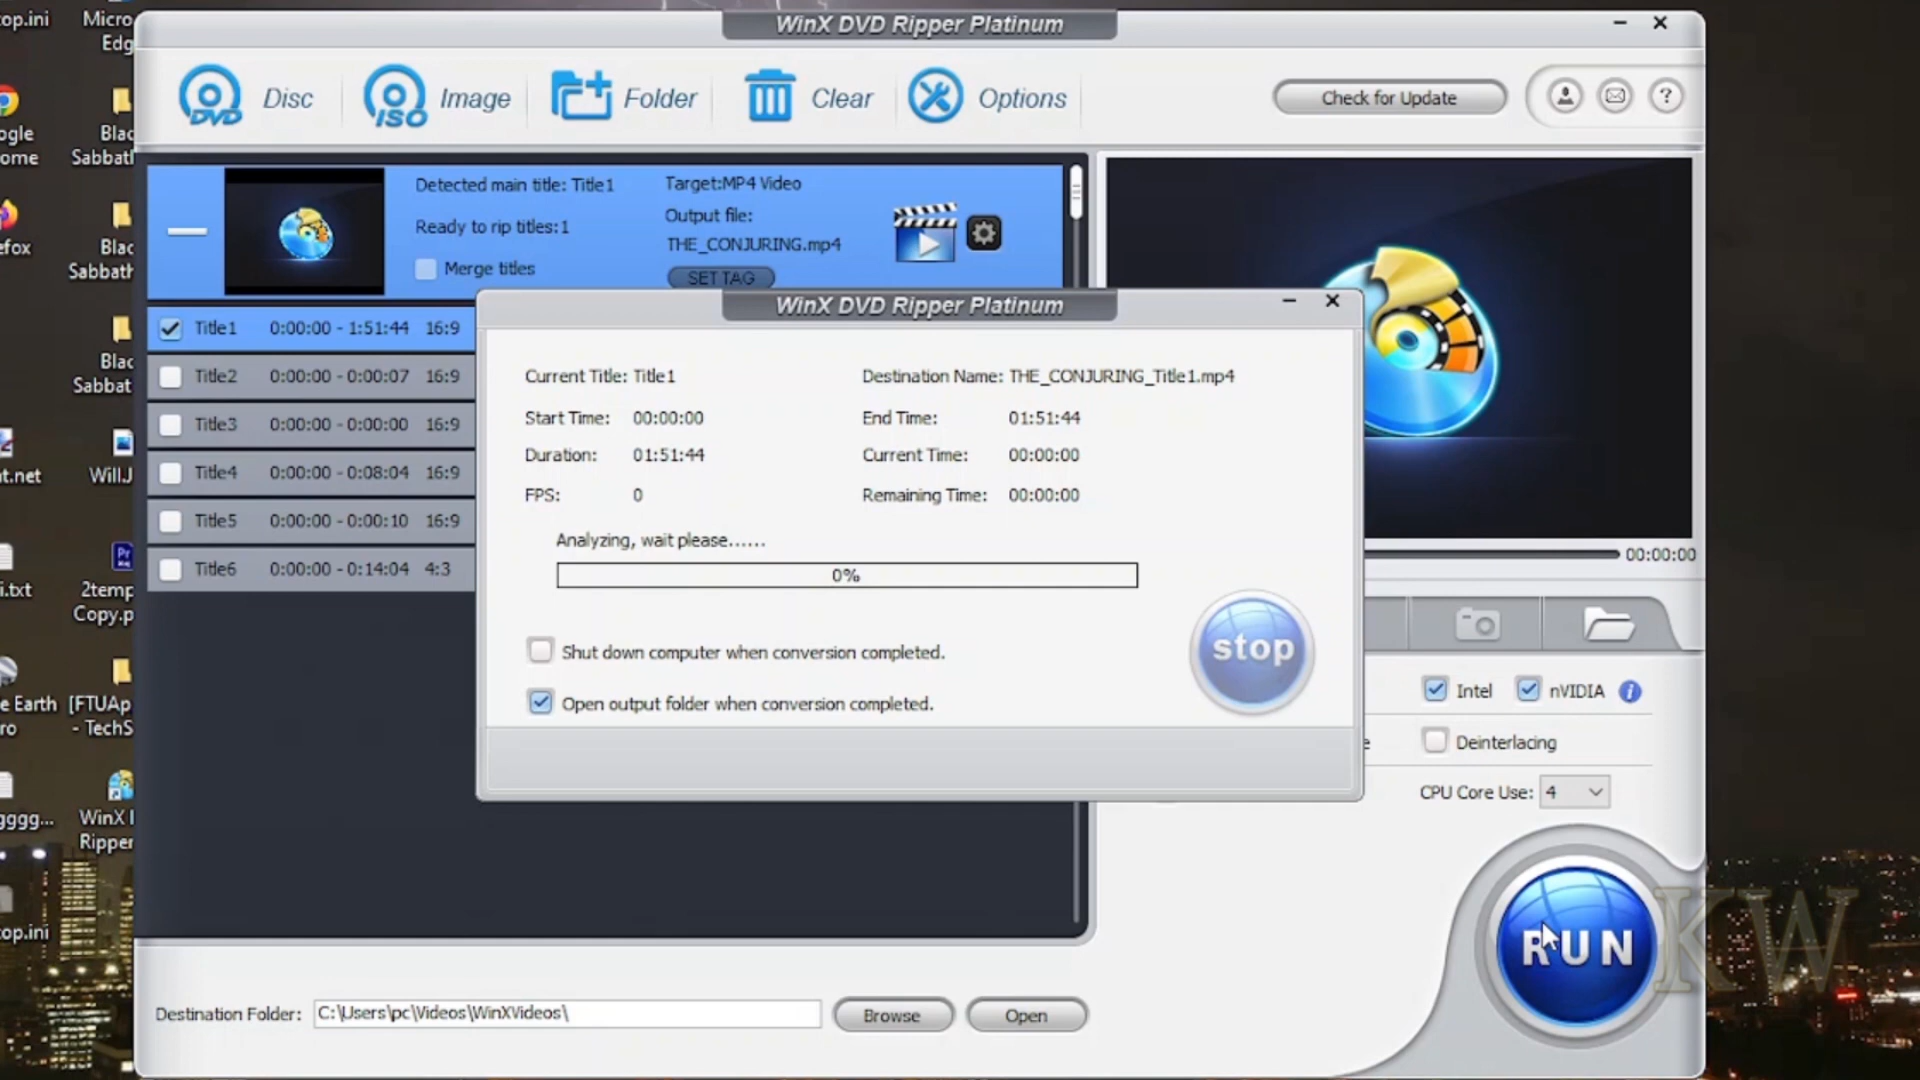 top.ini
Micro
Edg
WinX DVD Ripper Platinum
DVD
Disc
ISO
Image
Folder
Clear
Options
Check for Update
?
ogle
ome
Blac
Sabbath
efox
Blac
Sabbath
Blac
Sabbat
t.net
Will.J
i.txt
Pr
2temp
Copy.p
e Earth
ro
[FTUAp
- TechS
gggg...
WinX
Ripper
op.ini
Detected main title: Title1
Ready to rip titles:1
Merge titles
Target:MP4 Video
Output file:
THE_CONJURING.mp4
SET TAG
Title1 0:00:00 - 1:51:44 16:9
Title2 0:00:00 - 0:00:07 16:9
Title3 0:00:00 - 0:00:00 16:9
Title4 0:00:00 - 0:08:04 16:9
Title5 0:00:00 - 0:00:10 16:9
Title6 0:00:00 - 0:14:04 4:3
WinX DVD Ripper Platinum
Current Title: Title1
Destination Name: THE_CONJURING_Title1.mp4
Start Time: 00:00:00
End Time: 01:51:44
Duration: 01:51:44
Current Time: 00:00:00
FPS: 0
Remaining Time: 00:00:00
Analyzing, wait please......
0%
Shut down computer when conversion completed.
Open output folder when conversion completed.
stop
00:00:00
Intel
nVIDIA
i
e
Deinterlacing
CPU Core Use: 4
RUN
KW
Destination Folder: C:\Users\pc\Videos\WinXVideos\
Browse
Open